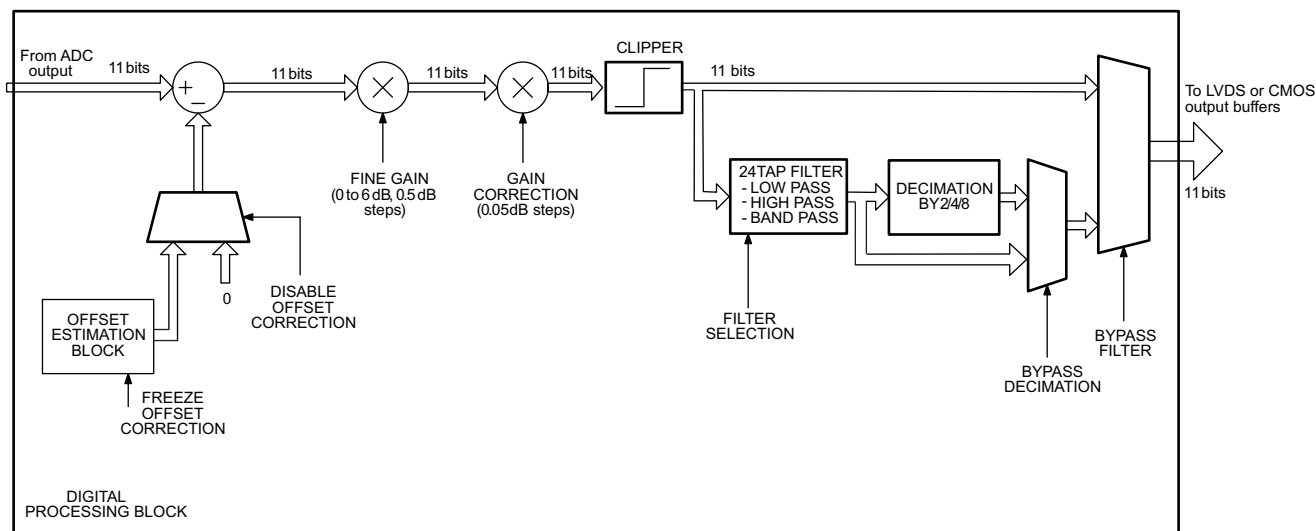 From ADC
output
11 bits
+
−
11 bits
11 bits
11 bits
CLIPPER
11 bits
To LVDS or CMOS
output buffers
11 bits
FINE GAIN
(0 to 6 dB, 0.5 dB
steps)
GAIN
CORRECTION
(0.05dB steps)
24TAP FILTER
- LOW PASS
- HIGH PASS
- BAND PASS
DECIMATION
BY2/4/8
0
DISABLE
OFFSET
CORRECTION
OFFSET
ESTIMATION
BLOCK
FREEZE
OFFSET
CORRECTION
FILTER
SELECTION
BYPASS
DECIMATION
BYPASS
FILTER
DIGITAL
PROCESSING BLOCK